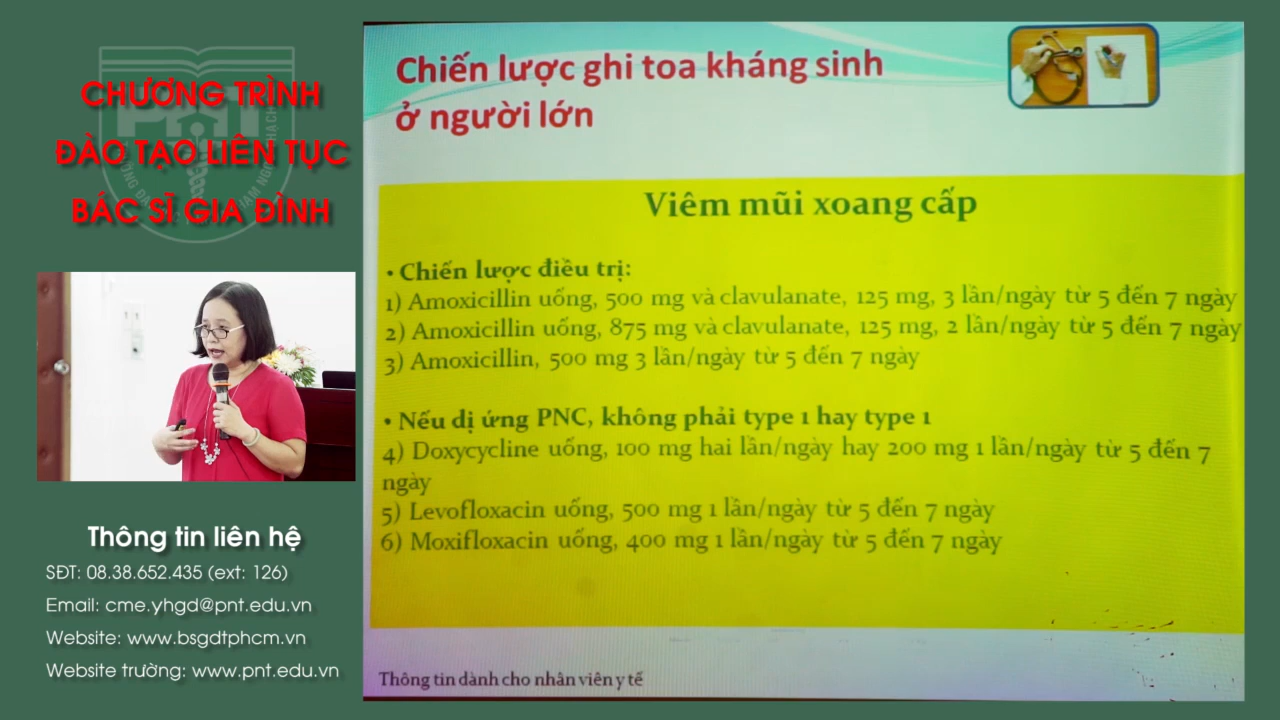 CHƯƠNG TRÌNH
ĐÀO TẠO LIÊN TỤC
BÁC SĨ GIA ĐÌNH
PNT
Thông tin liên hệ
SĐT: 08.38.652.435 (ext: 126)
Email: cme.yhgd@pnt.edu.vn
Website: www.bsgdtphcm.vn
Website trường: www.pnt.edu.vn
Chiến lược ghi toa kháng sinh
ở người lớn
Viêm mũi xoang cấp
• Chiến lược điều trị:
1) Amoxicillin uống, 500 mg và clavulanate, 125 mg, 3 lần/ngày từ 5 đến 7 ngày
2) Amoxicillin uống, 875 mg và clavulanate, 125 mg, 2 lần/ngày từ 5 đến 7 ngày
3) Amoxicillin, 500 mg 3 lần/ngày từ 5 đến 7 ngày
• Nếu dị ứng PNC, không phải type 1 hay type 1
4) Doxycycline uống, 100 mg hai lần/ngày hay 200 mg 1 lần/ngày từ 5 đến 7
ngày
5) Levofloxacin uống, 500 mg 1 lần/ngày từ 5 đến 7 ngày
6) Moxifloxacin uống, 400 mg 1 lần/ngày từ 5 đến 7 ngày
Thông tin dành cho nhân viên y tế